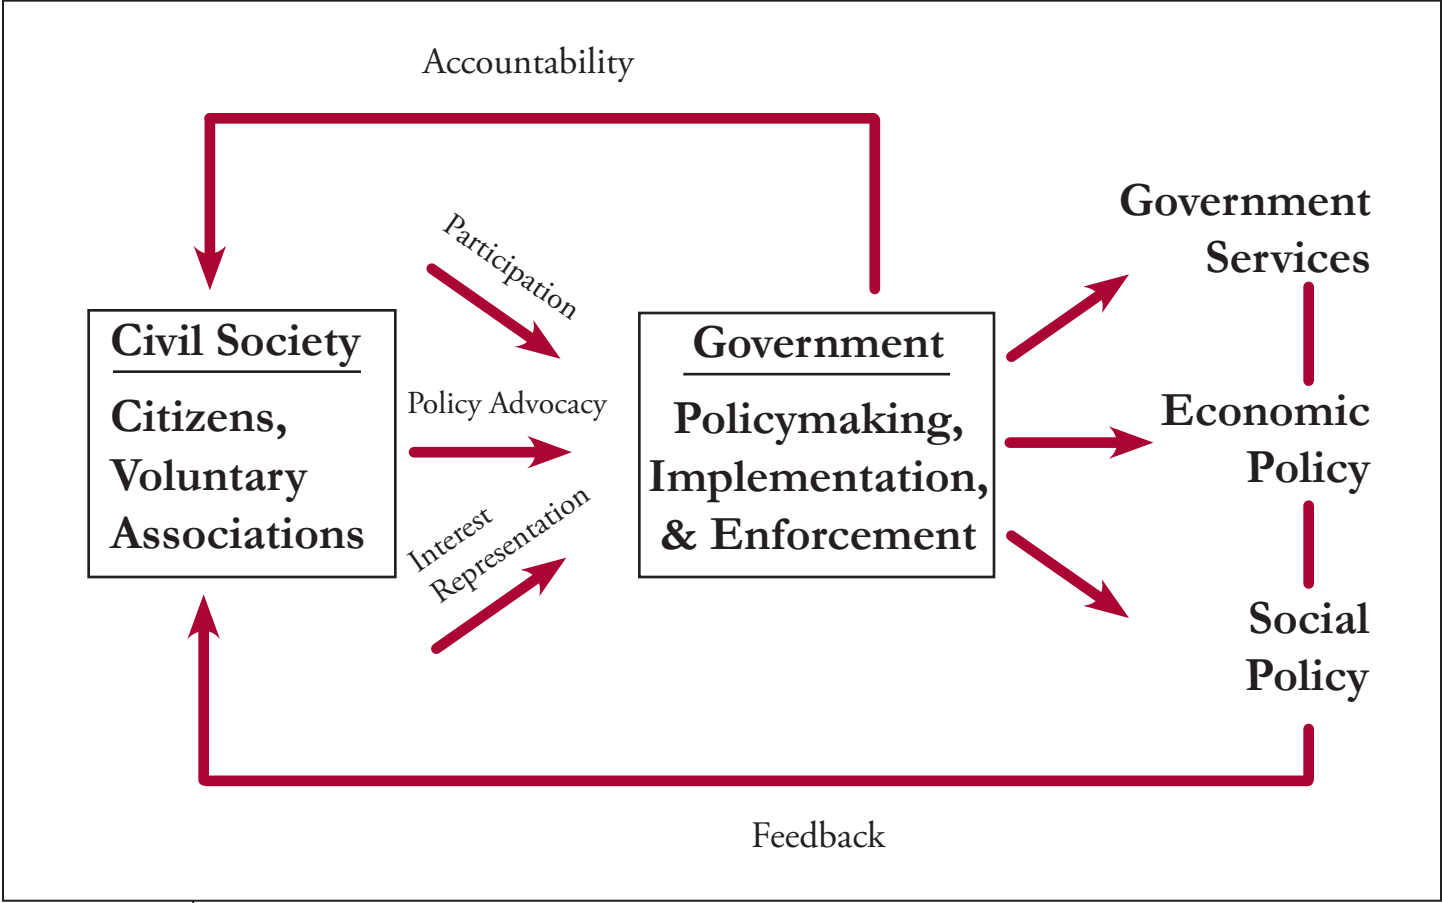 Accountability
Participation
Government
Services
Civil Society
Citizens,
Voluntary
Associations
Policy Advocacy
Interest
Representation
Government
Policymaking,
Implementation,
& Enforcement
Economic
Policy
Social
Policy
Feedback